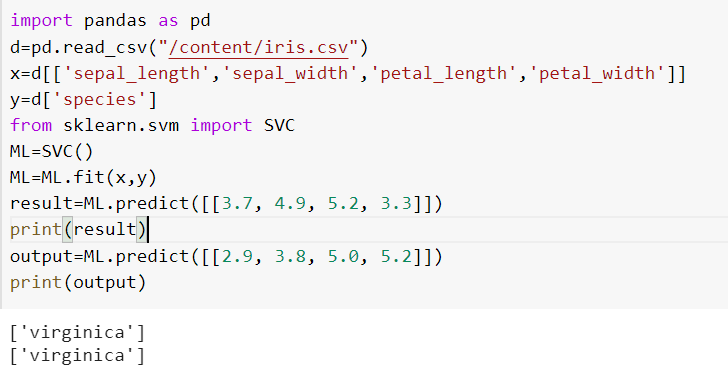 import pandas as pd
d=pd.read_csv("/content/iris.csv")
x=d[['sepal_length','sepal_width','petal_length','petal_width']]
y=d['species']
from sklearn.svm import SVC
ML=SVC()
ML=ML.fit(x,y)
result=ML.predict([[3.7, 4.9, 5.2, 3.3]])
print(result)
output=ML.predict([[2.9, 3.8, 5.0, 5.2]])
print(output)
['virginica']
['virginica']